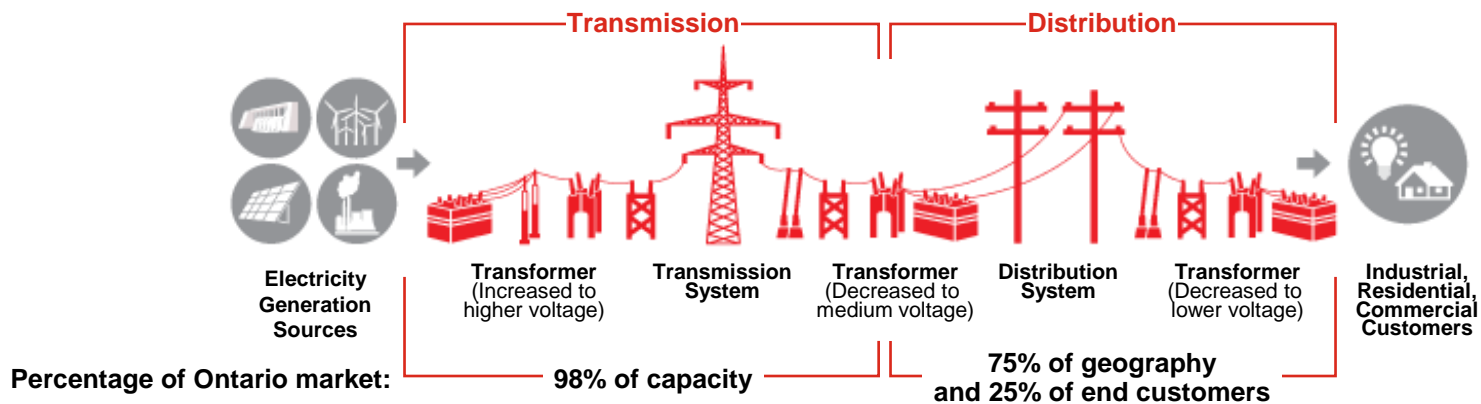 Transmission
Distribution
Electricity
Generation
Sources
Transformer
(Increased to
higher voltage)
Transmission
System
Transformer
(Decreased to
medium voltage)
Distribution
System
Transformer
(Decreased to
lower voltage)
Industrial,
Residential,
Commercial
Customers
Percentage of Ontario market:
98% of capacity
75% of geography
and 25% of end customers